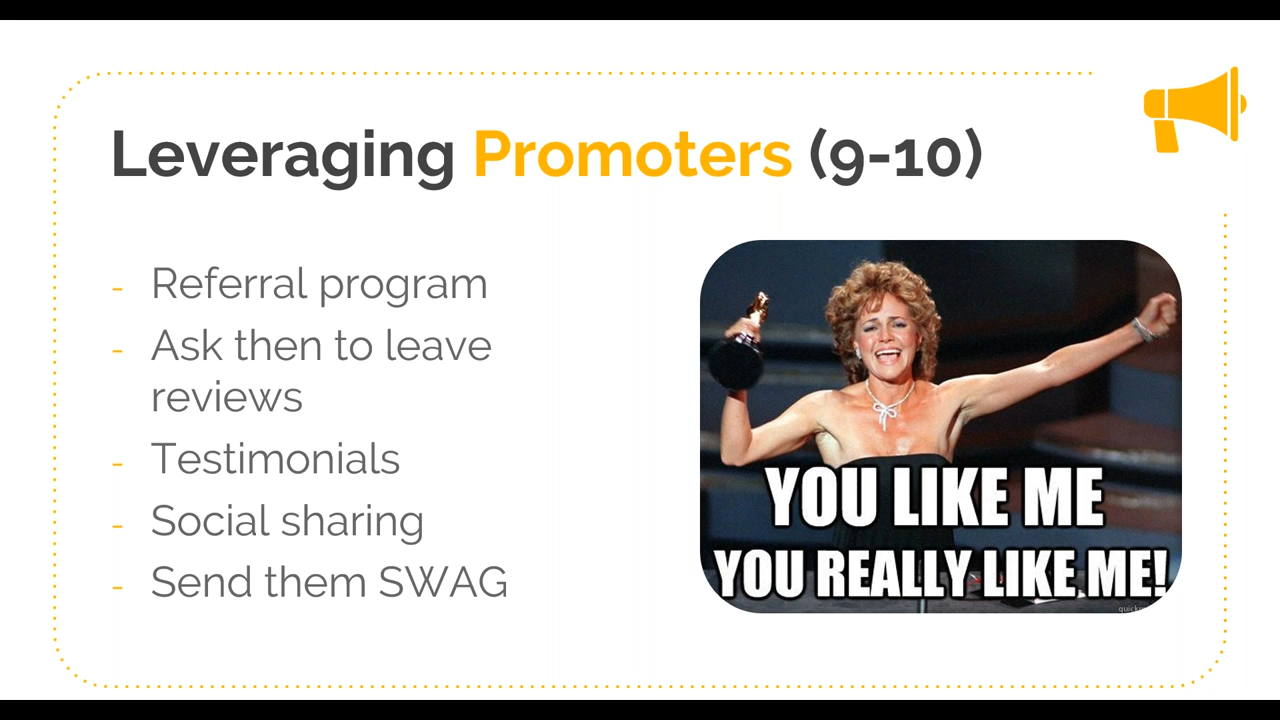 Leveraging Promoters (9-10)
- Referral program
- Ask then to leave
reviews
- Testimonials
- Social sharing
- Send them SWAG
YOU LIKE ME
YOU REALLY LIKE ME!